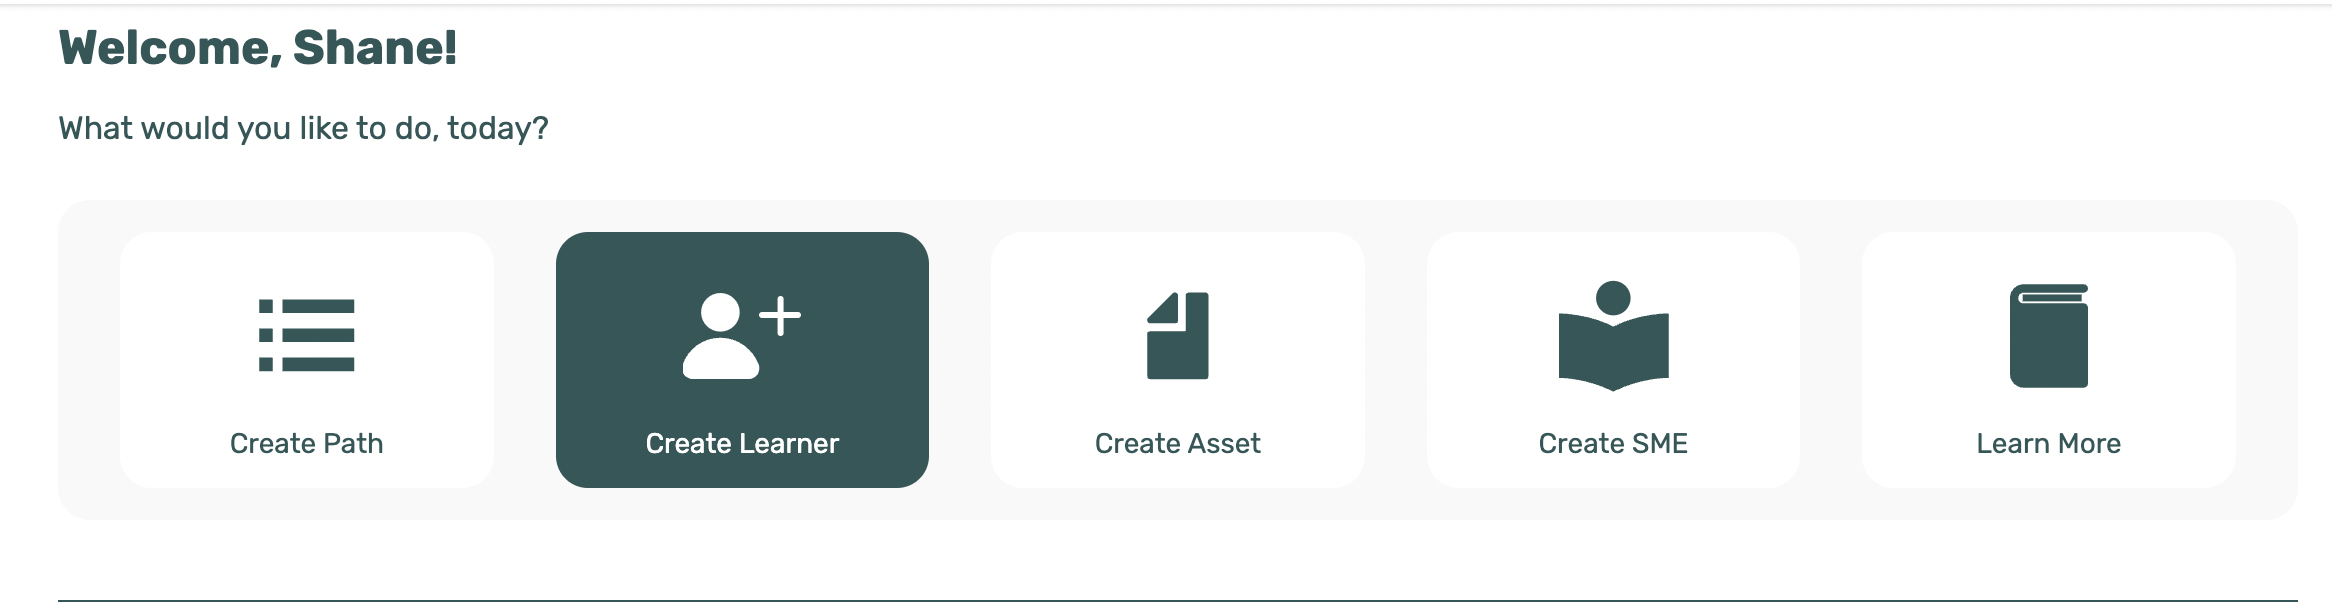 Welcome, Shane!
What would you like to do, today?
Create Path
Create Learner
Create Asset
Create SME
Learn More